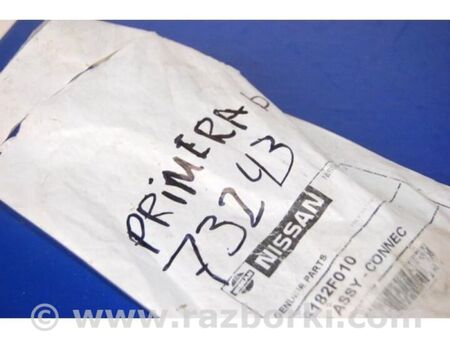 PRIMERA
73243
NISSAN
GENUINE PARTS
182F010
ASSY - CONNEC
© www.razborki.com